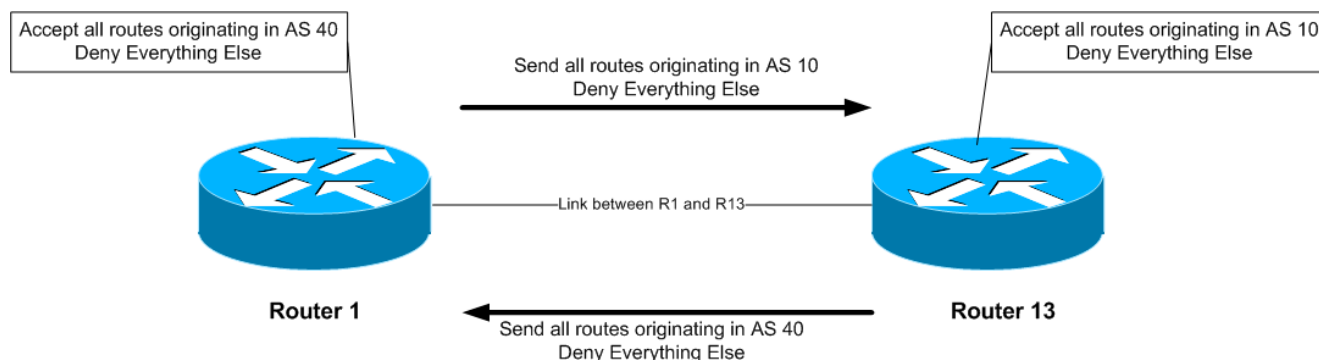 Accept all routes originating in AS 40
Deny Everything Else
Accept all routes originating in AS 10
Deny Everything Else
Send all routes originating in AS 10
Deny Everything Else
Link between R1 and R13
Router 1
Router 13
Send all routes originating in AS 40
Deny Everything Else